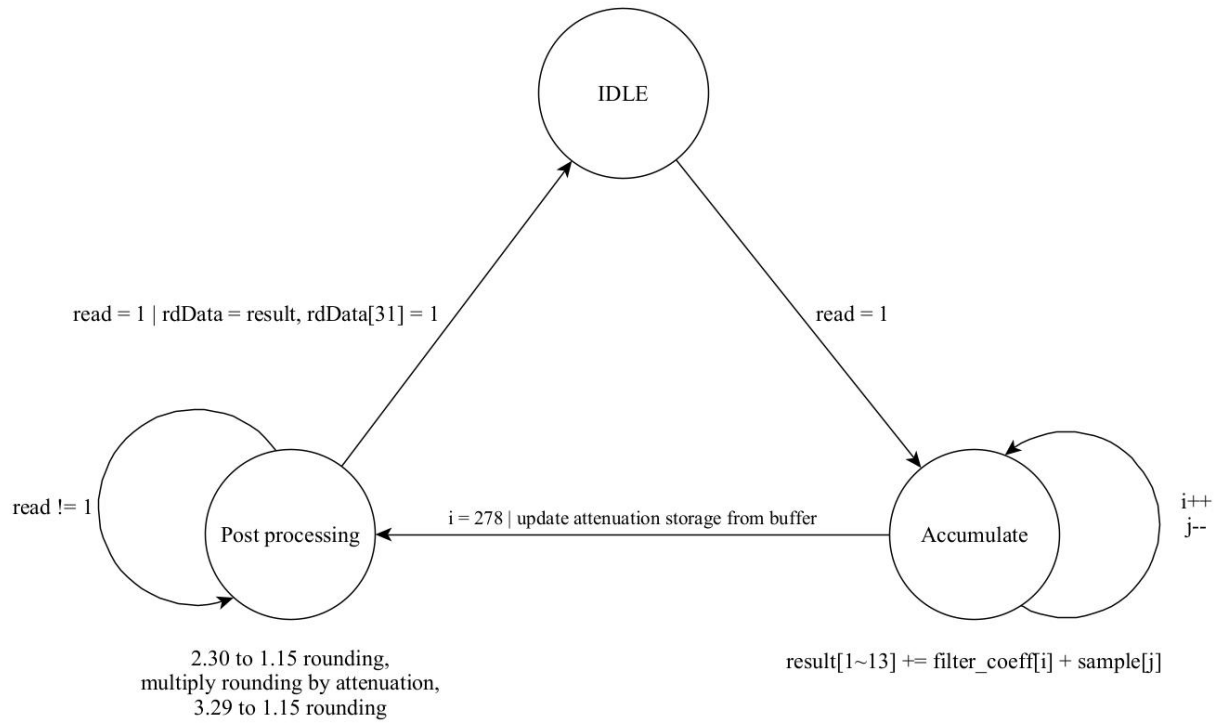 IDLE
read = 1 | rdData = result, rdData[31] = 1
read = 1
read != 1
Post processing
i = 278 | update attenuation storage from buffer
Accumulate
i++
j--
2.30 to 1.15 rounding,
multiply rounding by attenuation,
3.29 to 1.15 rounding
result[1~13] += filter_coeff[i] + sample[j]